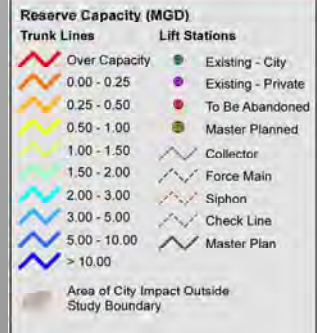 Reserve Capacity (MGD)
Trunk Lines
Over Capacity
0.00 - 0.25
0.25 - 0.50
0.50 - 1.00
1.00 - 1.50
1.50 - 2.00
2.00 - 3.00
3.00 - 5.00
5.00 - 10.00
> 10.00
Lift Stations
Existing - City
Existing - Private
To Be Abandoned
Master Planned
Collector
Force Main
Siphon
Check Line
Master Plan
Area of City Impact Outside
Study Boundary